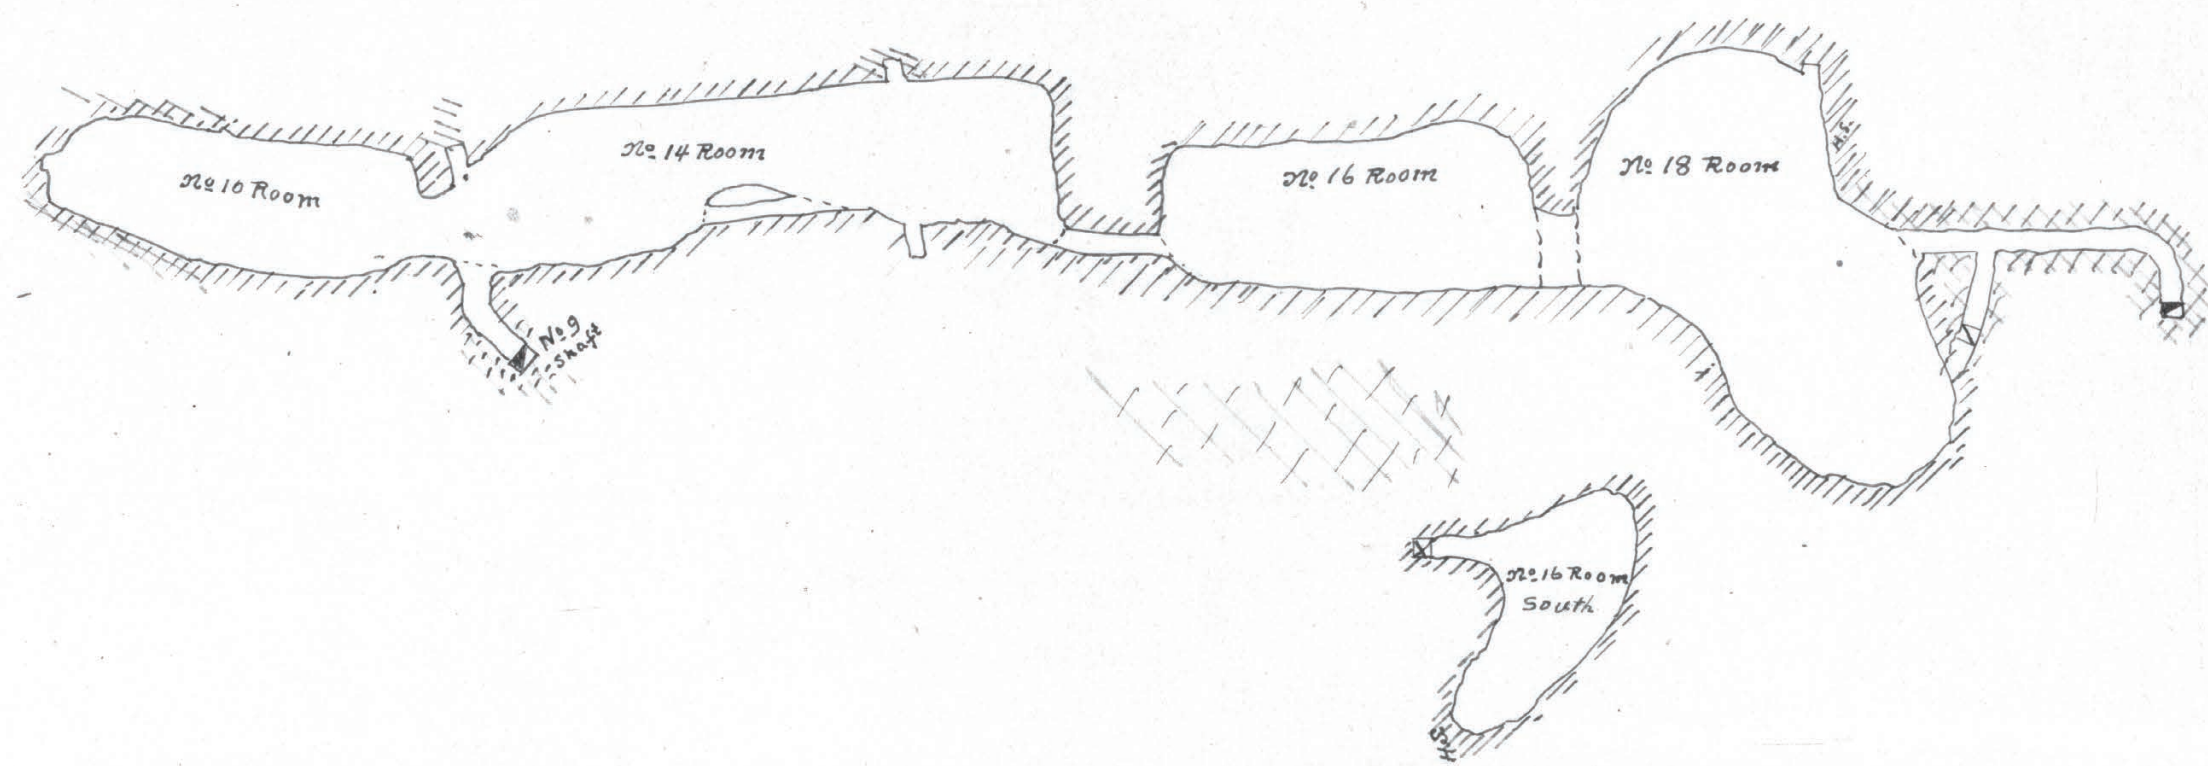 No 10 Room
No 14 Room
No 16 Room
No 18 Room
H.S.
No 9
Shaft
No 16 Room
South